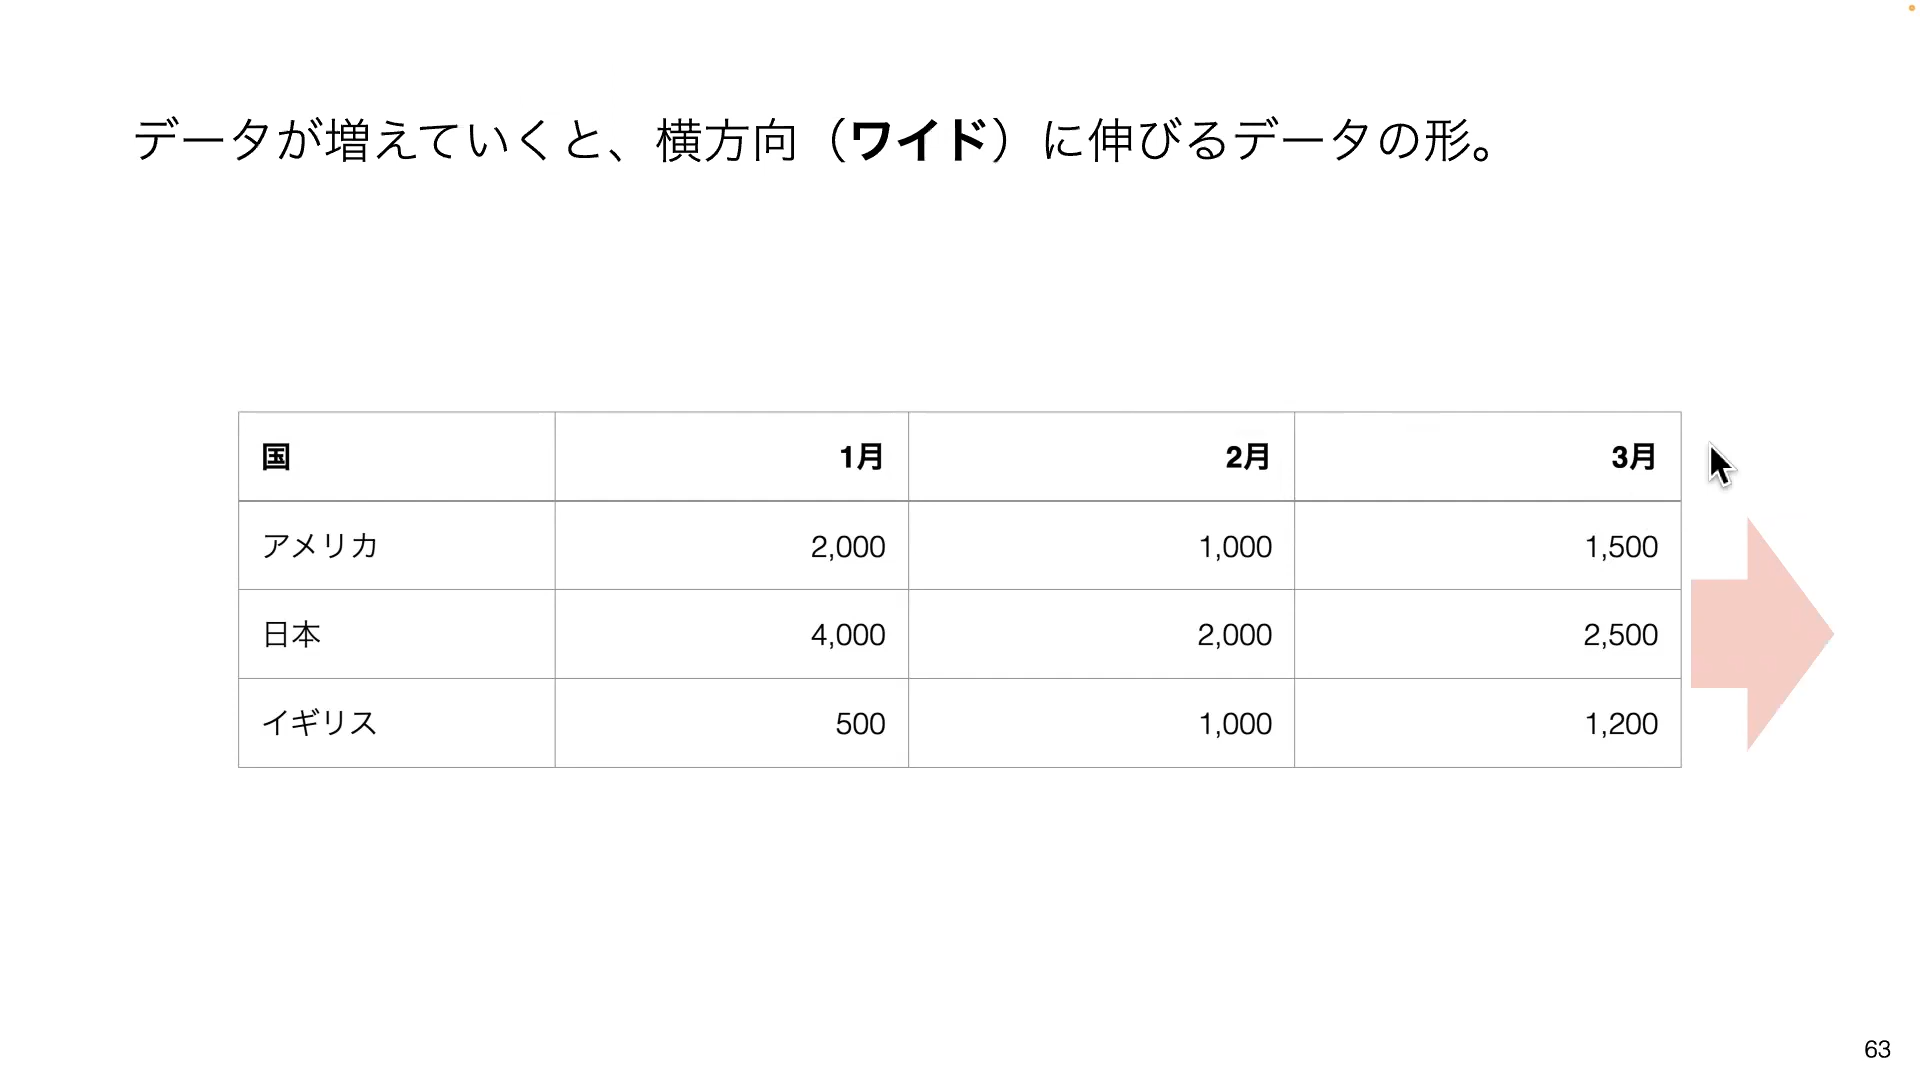 データが増えていくと、横方向（ワイド）に伸びるデータの形。
国 1月 2月 3月
アメリカ 2,000 1,000 1,500
日本 4,000 2,000 2,500
イギリス 500 1,000 1,200
63